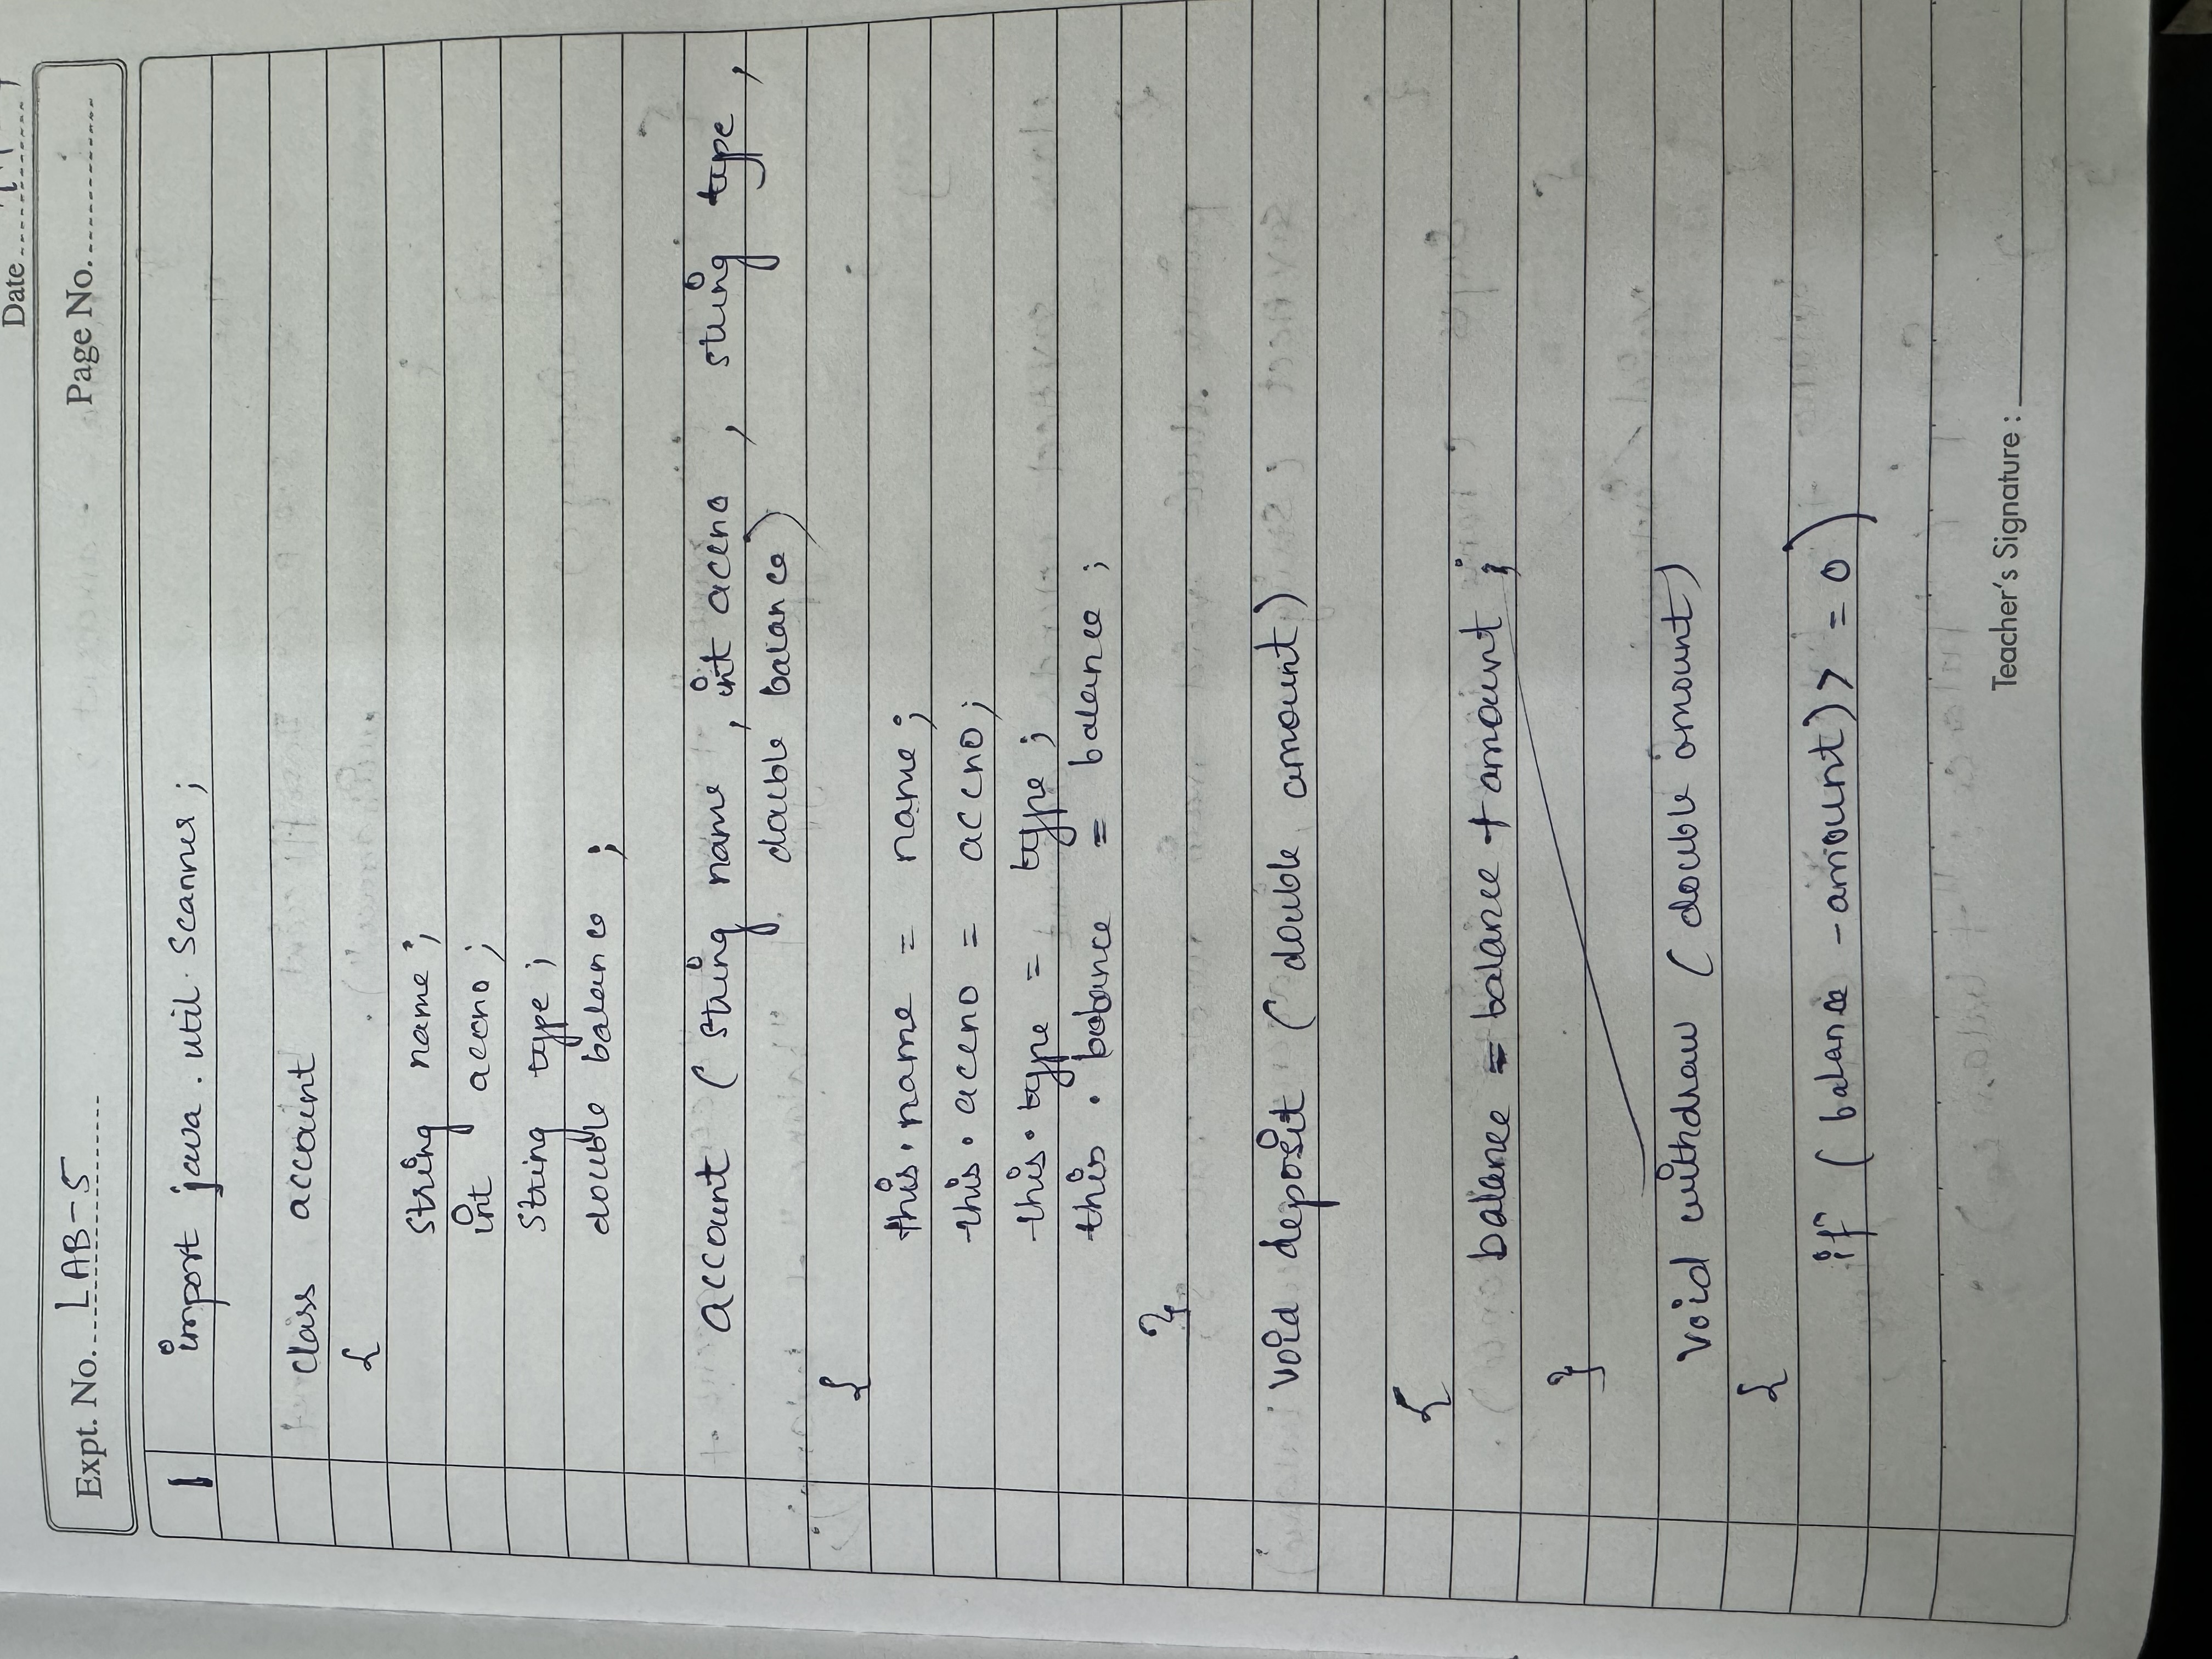 Date
Expt. No. LAB-5
Page No.
1 import java . util . Scanner ;
class account
{
string name ;
int accno ;
String type ;
double balance ;
account ( string name , int accno , string type ,
double balance )
{
this . name = name ;
this . accno = accno ;
this . type = type ;
this . balance = balance ;
}
void deposit ( double amount )
{
balance = balance + amount ;
}
void withdraw ( double amount )
{
if ( balance - amount ) > = 0 )
Teacher's Signature :